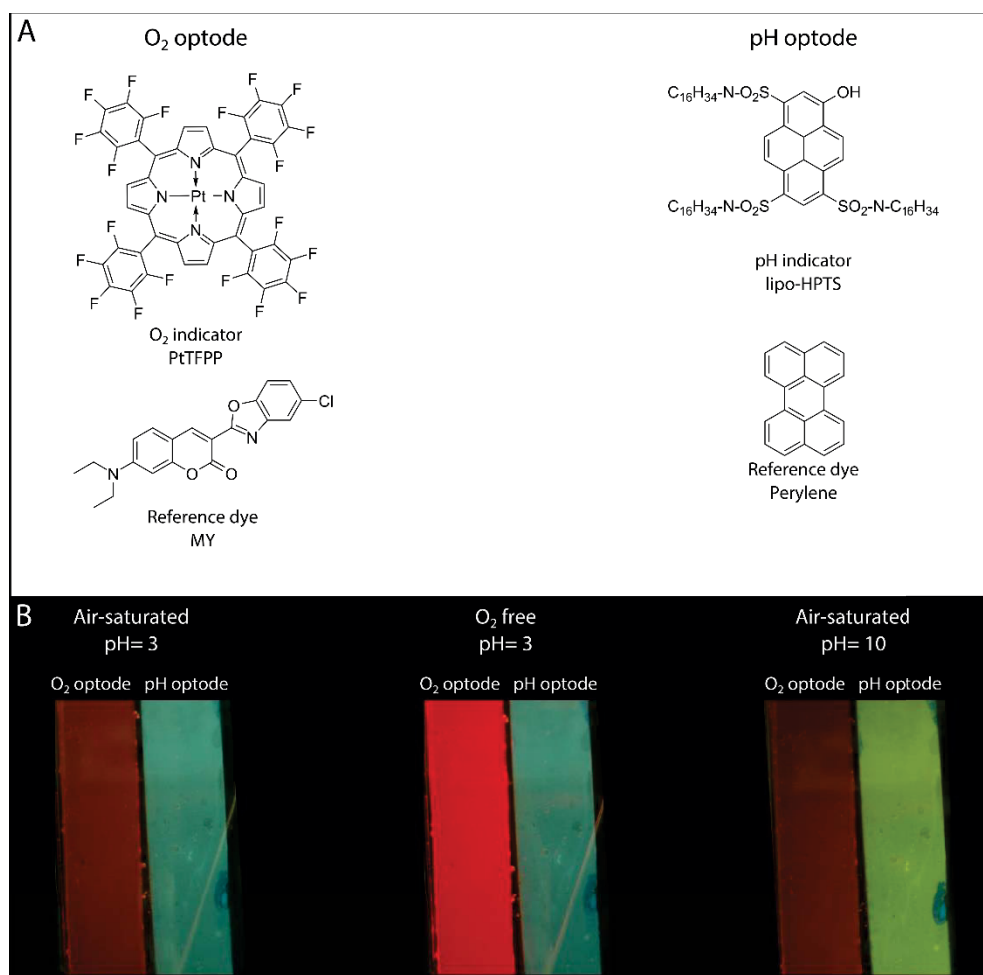 A
O₂ optode
pH optode
F F F F F F F F F F F F F F F F F F F F
N N N N Pt
O₂ indicator
PtTFPP
O N Cl
N O O
Reference dye
MY
C₁₆H₃₄-N-O₂S OH
C₁₆H₃₄-N-O₂S SO₂-N-C₁₆H₃₄
pH indicator
lipo-HPTS
Reference dye
Perylene
B
Air-saturated
pH= 3
O₂ optode pH optode
O₂ free
pH= 3
O₂ optode pH optode
Air-saturated
pH= 10
O₂ optode pH optode